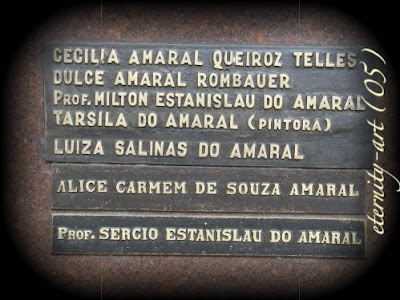 CECILIA AMARAL QUEIROZ TELLES
DULCE AMARAL ROMBAUER
PROF. MILTON ESTANISLAU DO AMARAL
TARSILA DO AMARAL (PINTORA)
LUIZA SALINAS DO AMARAL
ALICE CARMEM DE SOUZA AMARAL
PROF. SERGIO ESTANISLAU DO AMARAL
eternity-art (05)